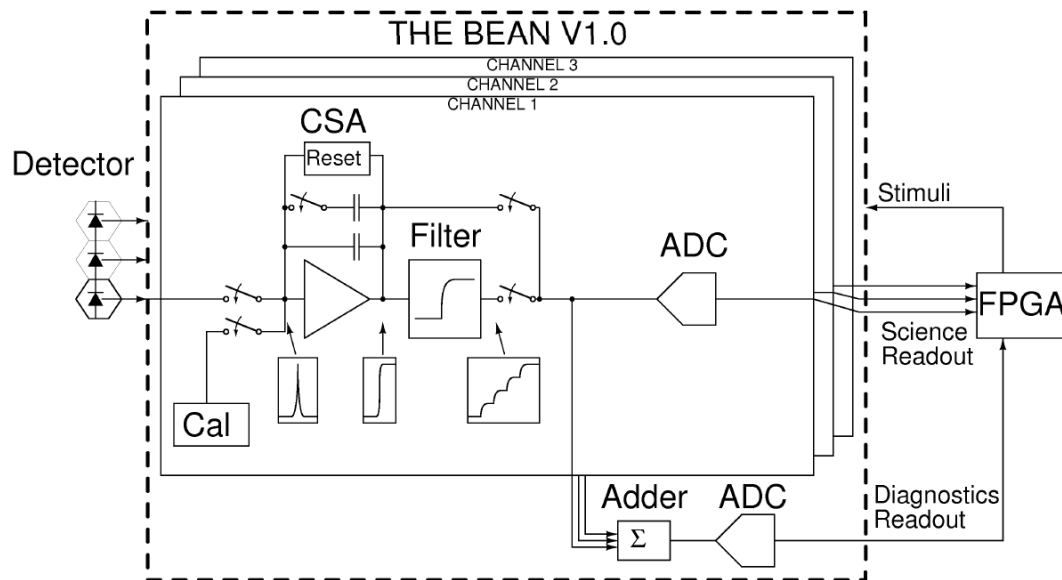 THE BEAN V1.0
CHANNEL 3
CHANNEL 2
CHANNEL 1
CSA
Reset
Detector
Stimuli
Filter
ADC
FPGA
Science
Readout
Cal
Adder
ADC
Diagnostics
Readout
Σ